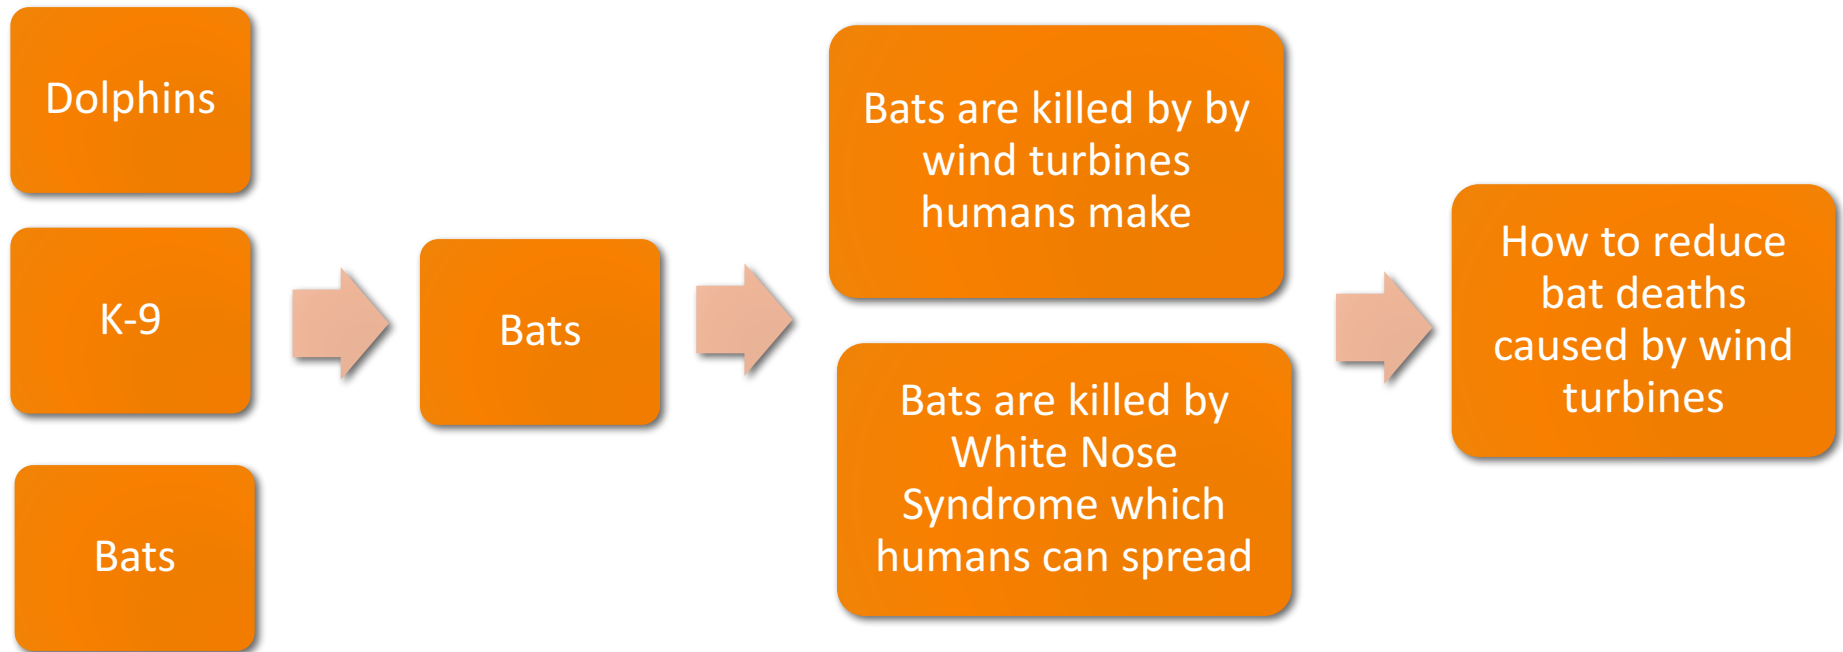 Dolphins
K-9
Bats
Bats
Bats are killed by by
wind turbines
humans make
Bats are killed by
White Nose
Syndrome which
humans can spread
How to reduce
bat deaths
caused by wind
turbines